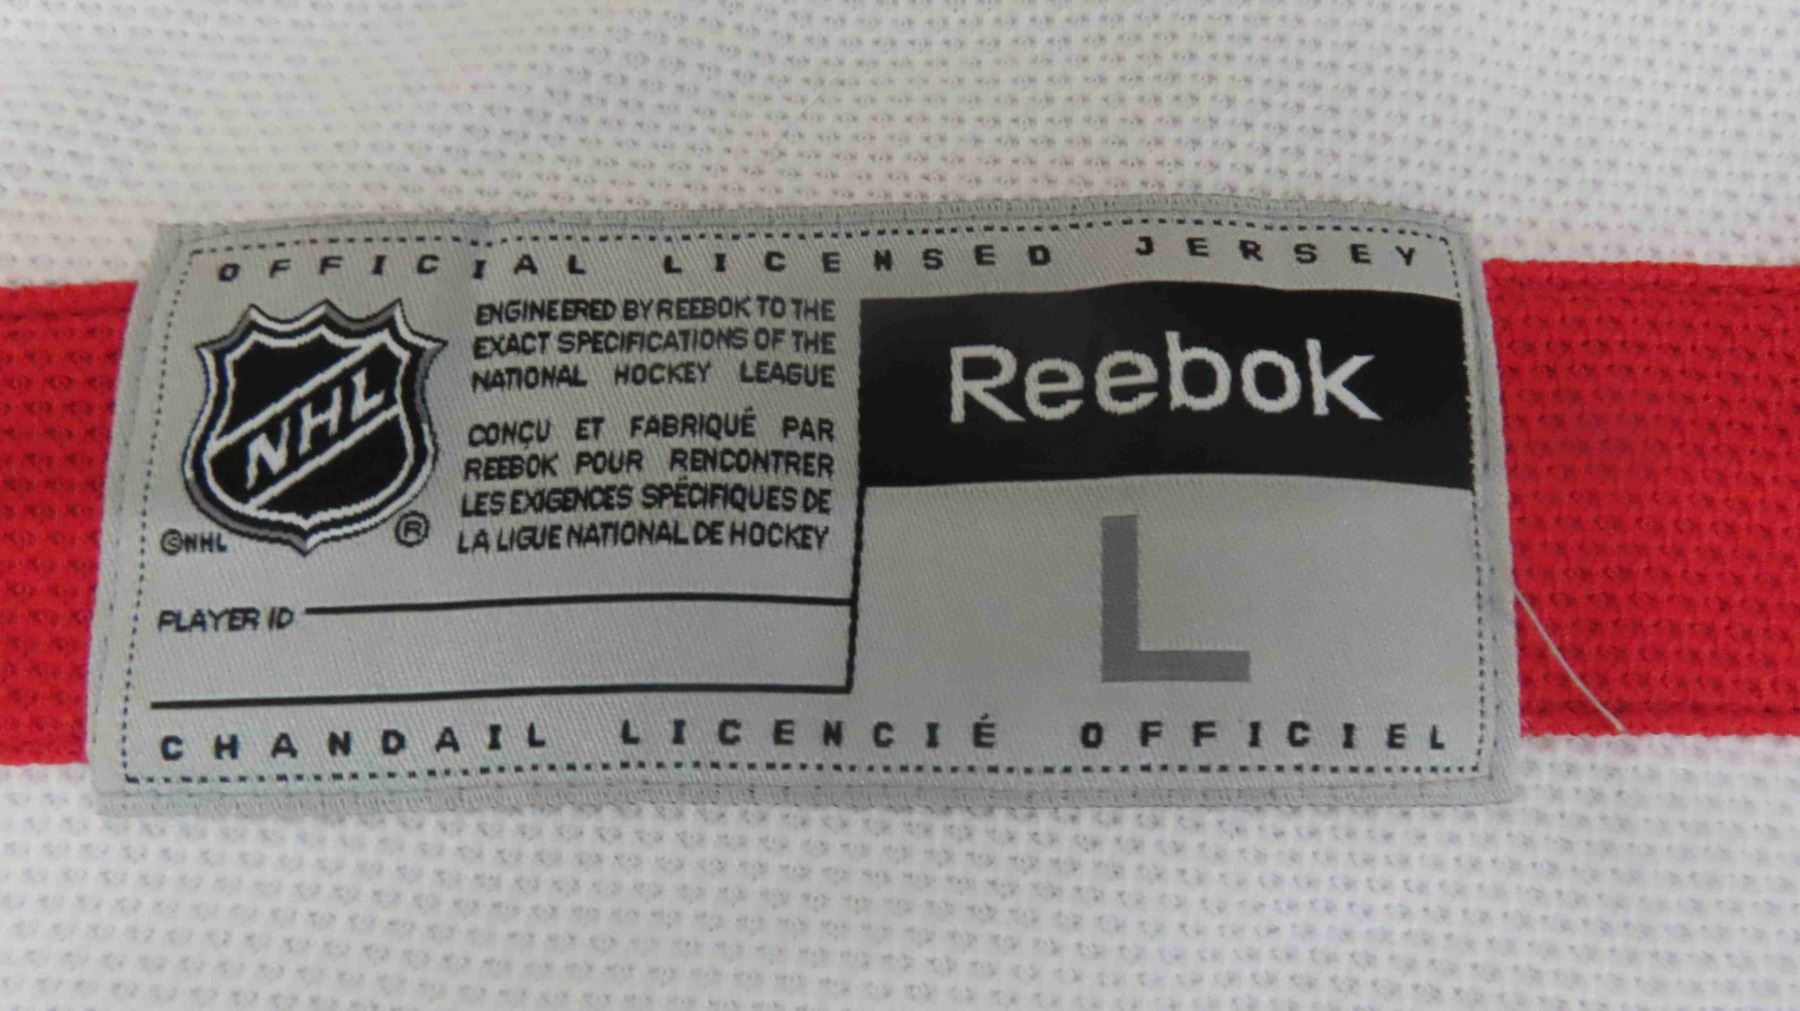 OFFICIAL LICENSED JERSEY
NHL
®
©NHL
ENGINEERED BY REEBOK TO THE
EXACT SPECIFICATIONS OF THE
NATIONAL HOCKEY LEAGUE
CONÇU ET FABRIQUÉ PAR
REEBOK POUR RENCONTRER
LES EXIGENCES SPÉCIFIQUES DE
LA LIGUE NATIONAL DE HOCKEY
Reebok
L
PLAYER ID
CHANDAIL LICENCIÉ OFFICIEL